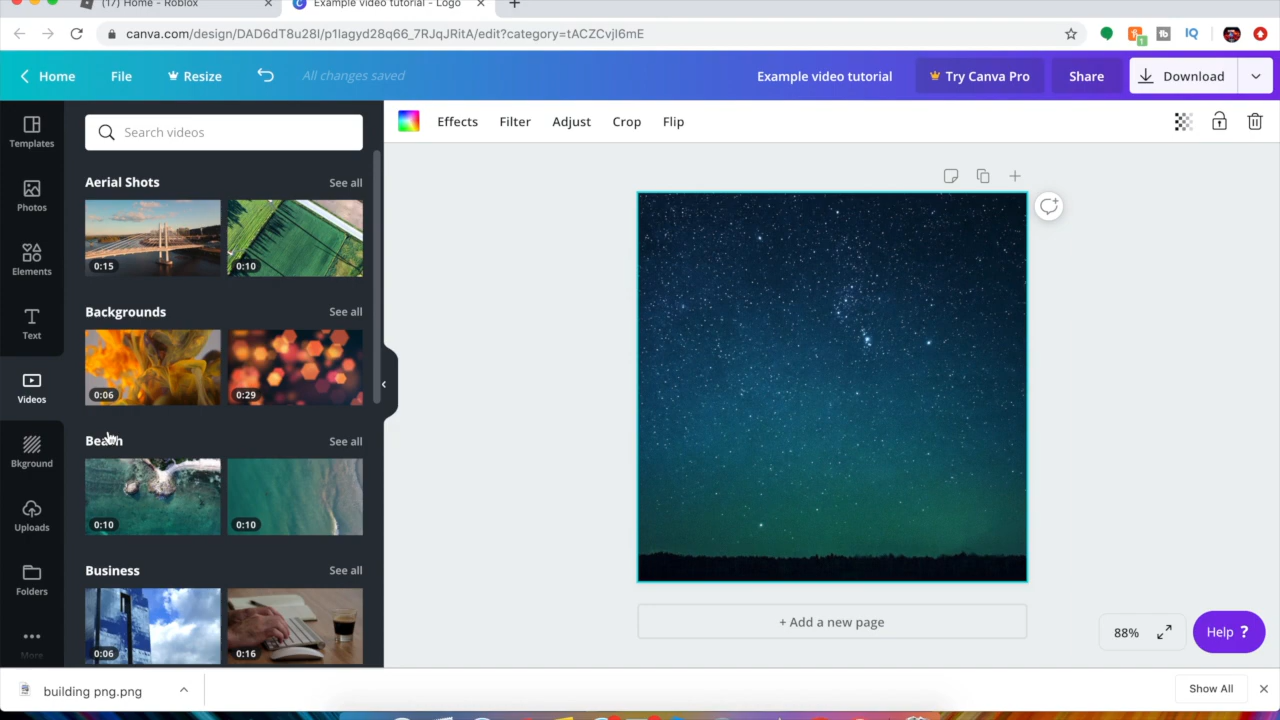 (17) Home - Roblox
Example video tutorial - Logo
canva.com/design/DAD6dT8u28I/p1lagyd28q66_7RJqJRitA/edit?category=tACZCvjI6mE
1
tb
IQ
Home
File
Resize
All changes saved
Example video tutorial
Try Canva Pro
Share
Download
Templates
Photos
Elements
Text
Videos
Bkground
Uploads
Folders
More
Search videos
Effects
Filter
Adjust
Crop
Flip
Aerial Shots
See all
0:15
0:10
Backgrounds
See all
0:06
0:29
Beach
See all
0:10
0:10
Business
See all
0:06
0:16
+ Add a new page
88%
Help ?
building png.png
Show All